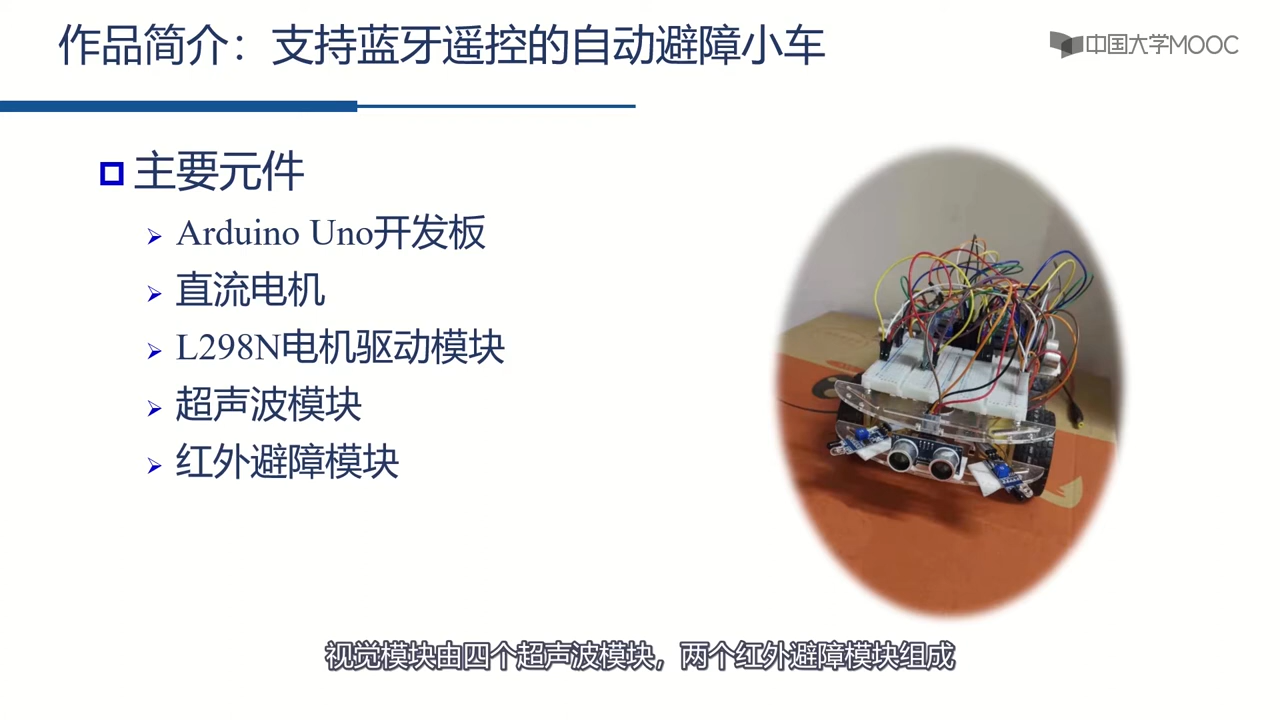 作品简介：支持蓝牙遥控的自动避障小车
中国大学MOOC
主要元件
Arduino Uno开发板
直流电机
L298N电机驱动模块
超声波模块
红外避障模块
视觉模块由四个超声波模块，两个红外避障模块组成